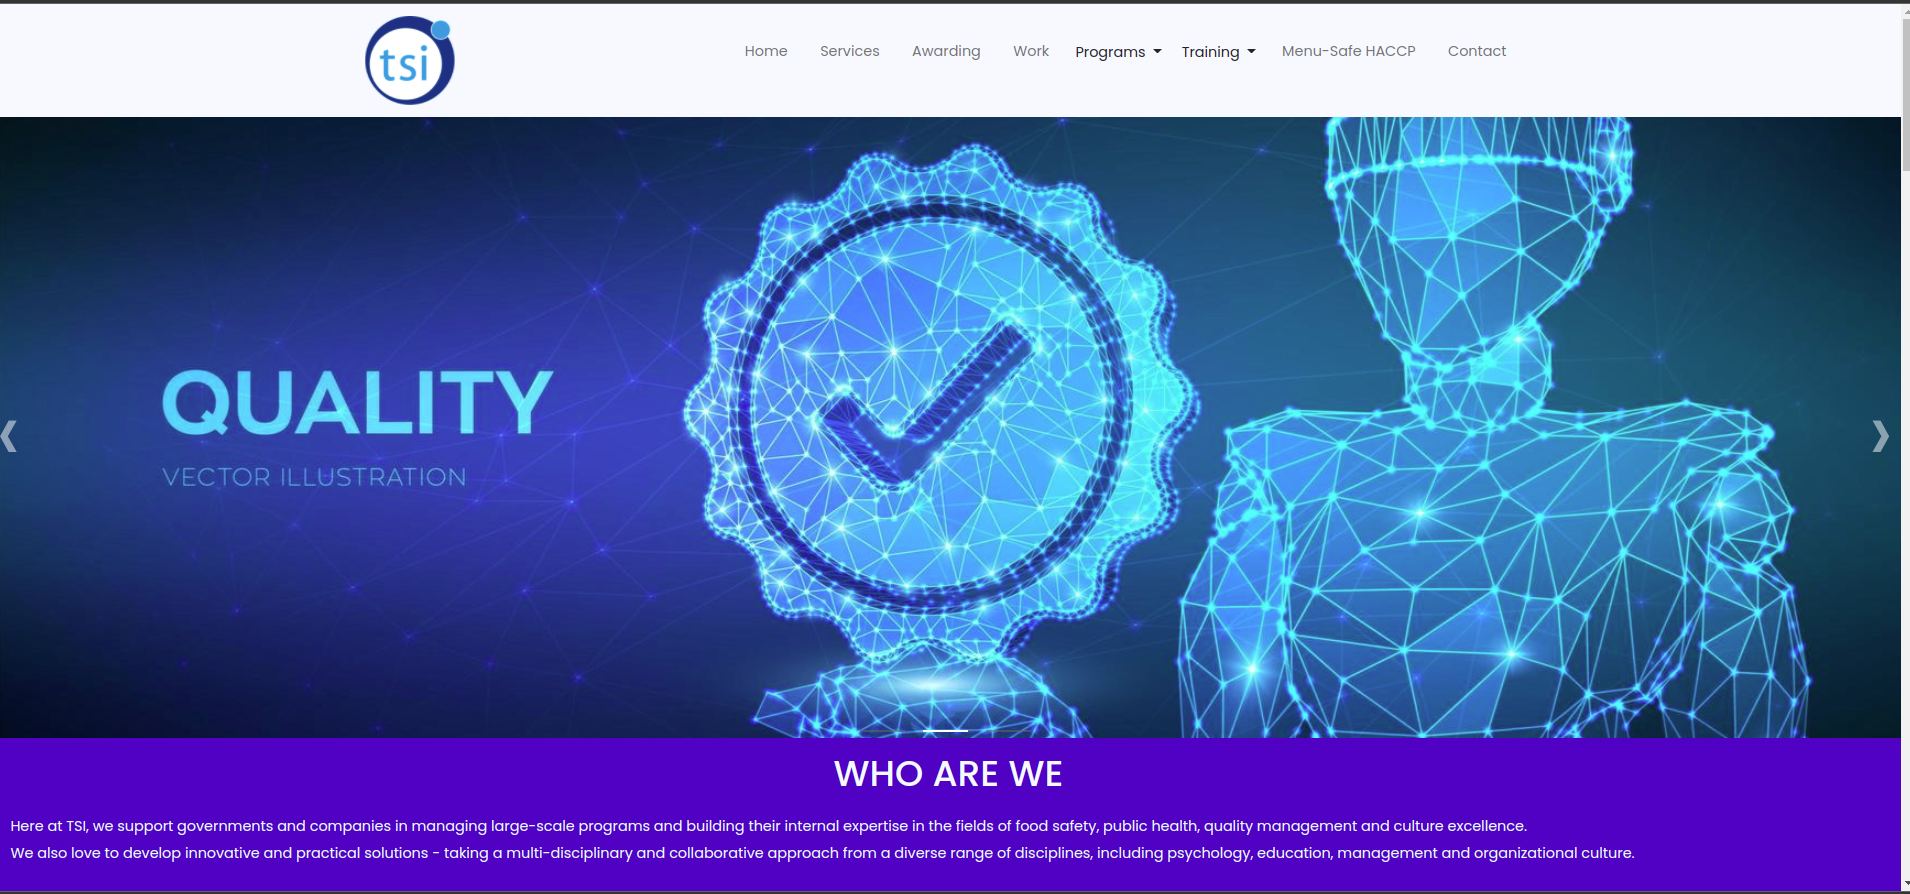 tsi
Home Services Awarding Work Programs Training Menu-Safe HACCP Contact
QUALITY
VECTOR ILLUSTRATION
WHO ARE WE
Here at TSI, we support governments and companies in managing large-scale programs and building their internal expertise in the fields of food safety, public health, quality management and culture excellence.
We also love to develop innovative and practical solutions - taking a multi-disciplinary and collaborative approach from a diverse range of disciplines, including psychology, education, management and organizational culture.